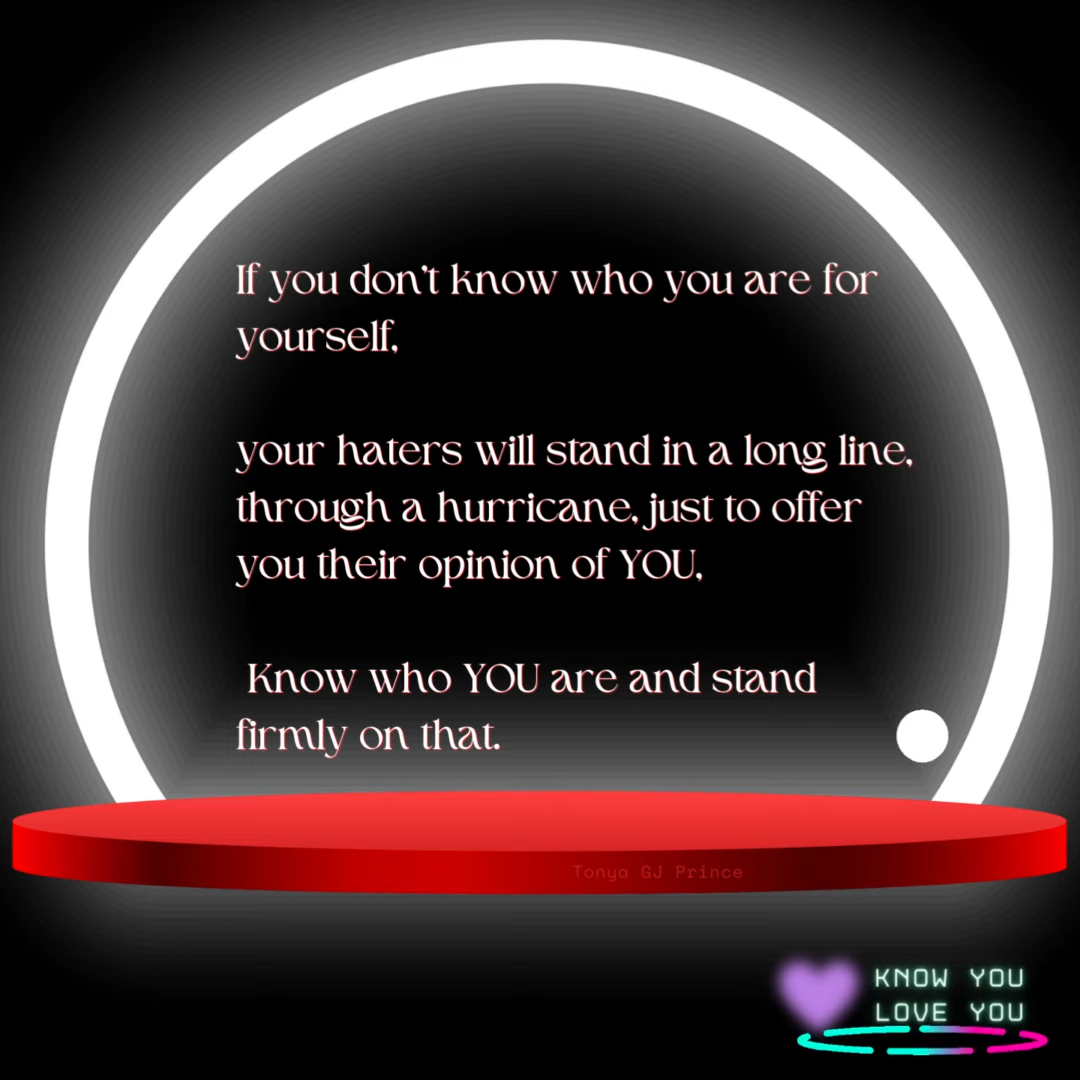 If you don't know who you are for
yourself,
your haters will stand in a long line,
through a hurricane, just to offer
you their opinion of YOU,
Know who YOU are and stand
firmly on that.
Tonya GJ Prince
KNOW YOU
LOVE YOU